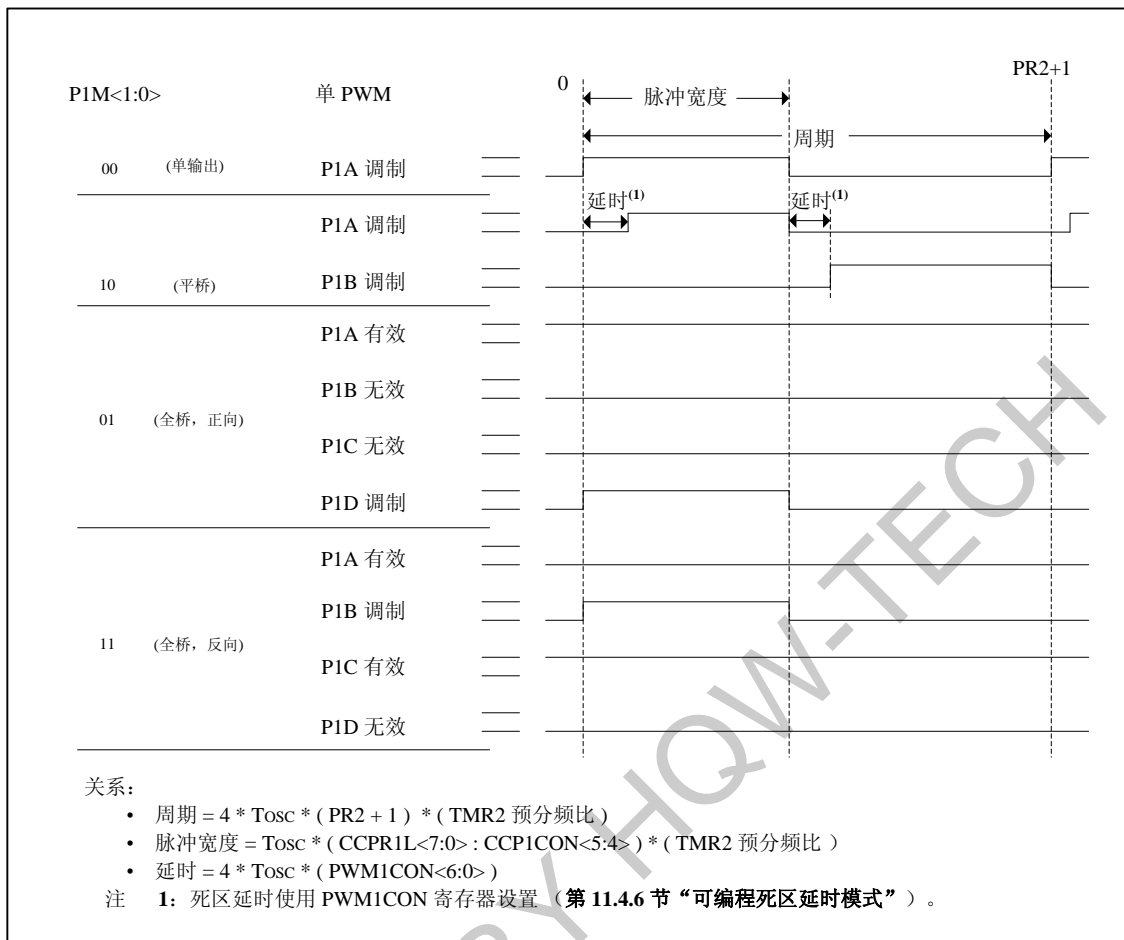 PR2+1
P1M<1:0> 单 PWM 0 脉冲宽度
周期
00 (单输出) P1A 调制
延时(1) 延时(1)
P1A 调制
10 (平桥) P1B 调制
P1A 有效
P1B 无效
01 (全桥，正向)
P1C 无效
P1D 调制
P1A 有效
P1B 调制
11 (全桥，反向)
P1C 有效
P1D 无效
关系：
• 周期 = 4 * Tosc * ( PR2 + 1 ) * ( TMR2 预分频比 )
• 脉冲宽度 = Tosc * ( CCPR1L<7:0> : CCP1CON<5:4> ) * ( TMR2 预分频比 )
• 延时 = 4 * Tosc * ( PWM1CON<6:0> )
注 1：死区延时使用 PWM1CON 寄存器设置 （第 11.4.6 节“可编程死区延时模式”）。
RY HQW-TECH